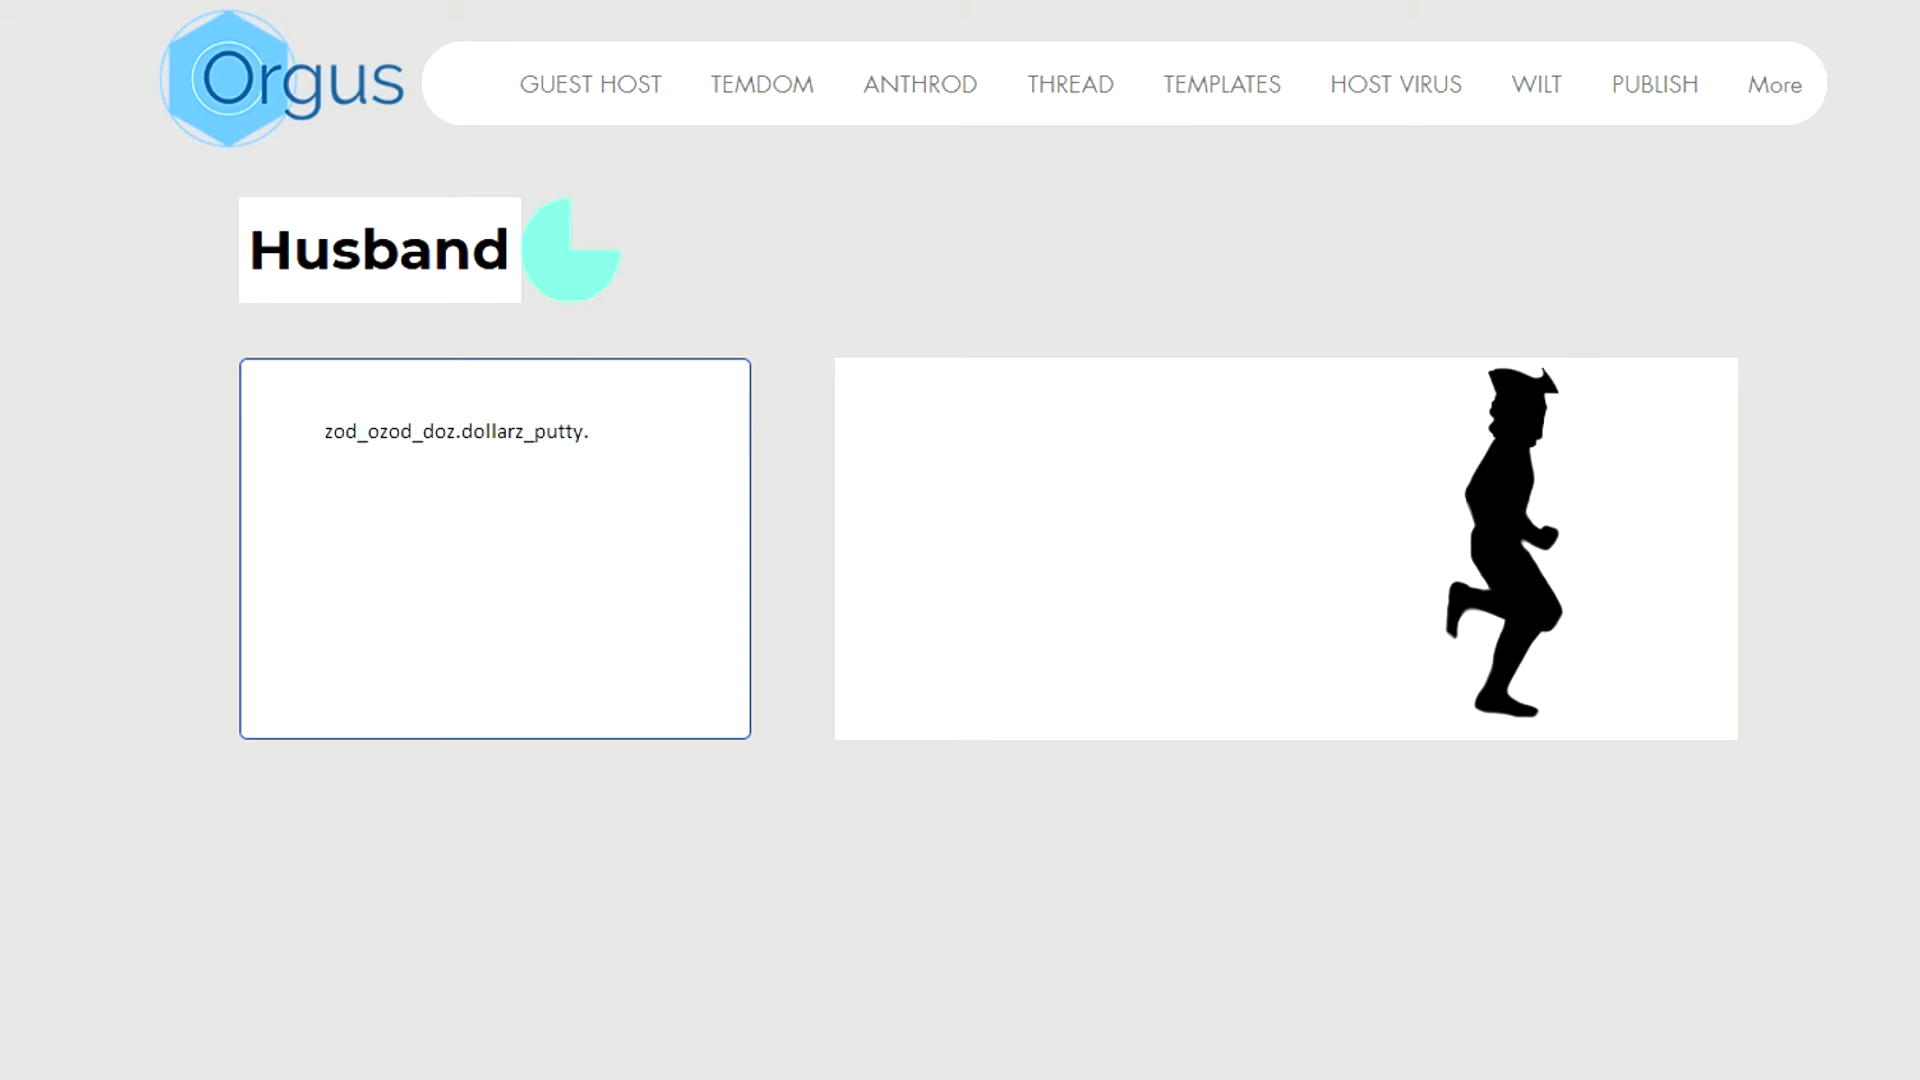 Orgus
GUEST HOST TEMDOM ANTHROD THREAD TEMPLATES HOST VIRUS WILT PUBLISH More
Husband
zod_ozod_doz.dollarz_putty.